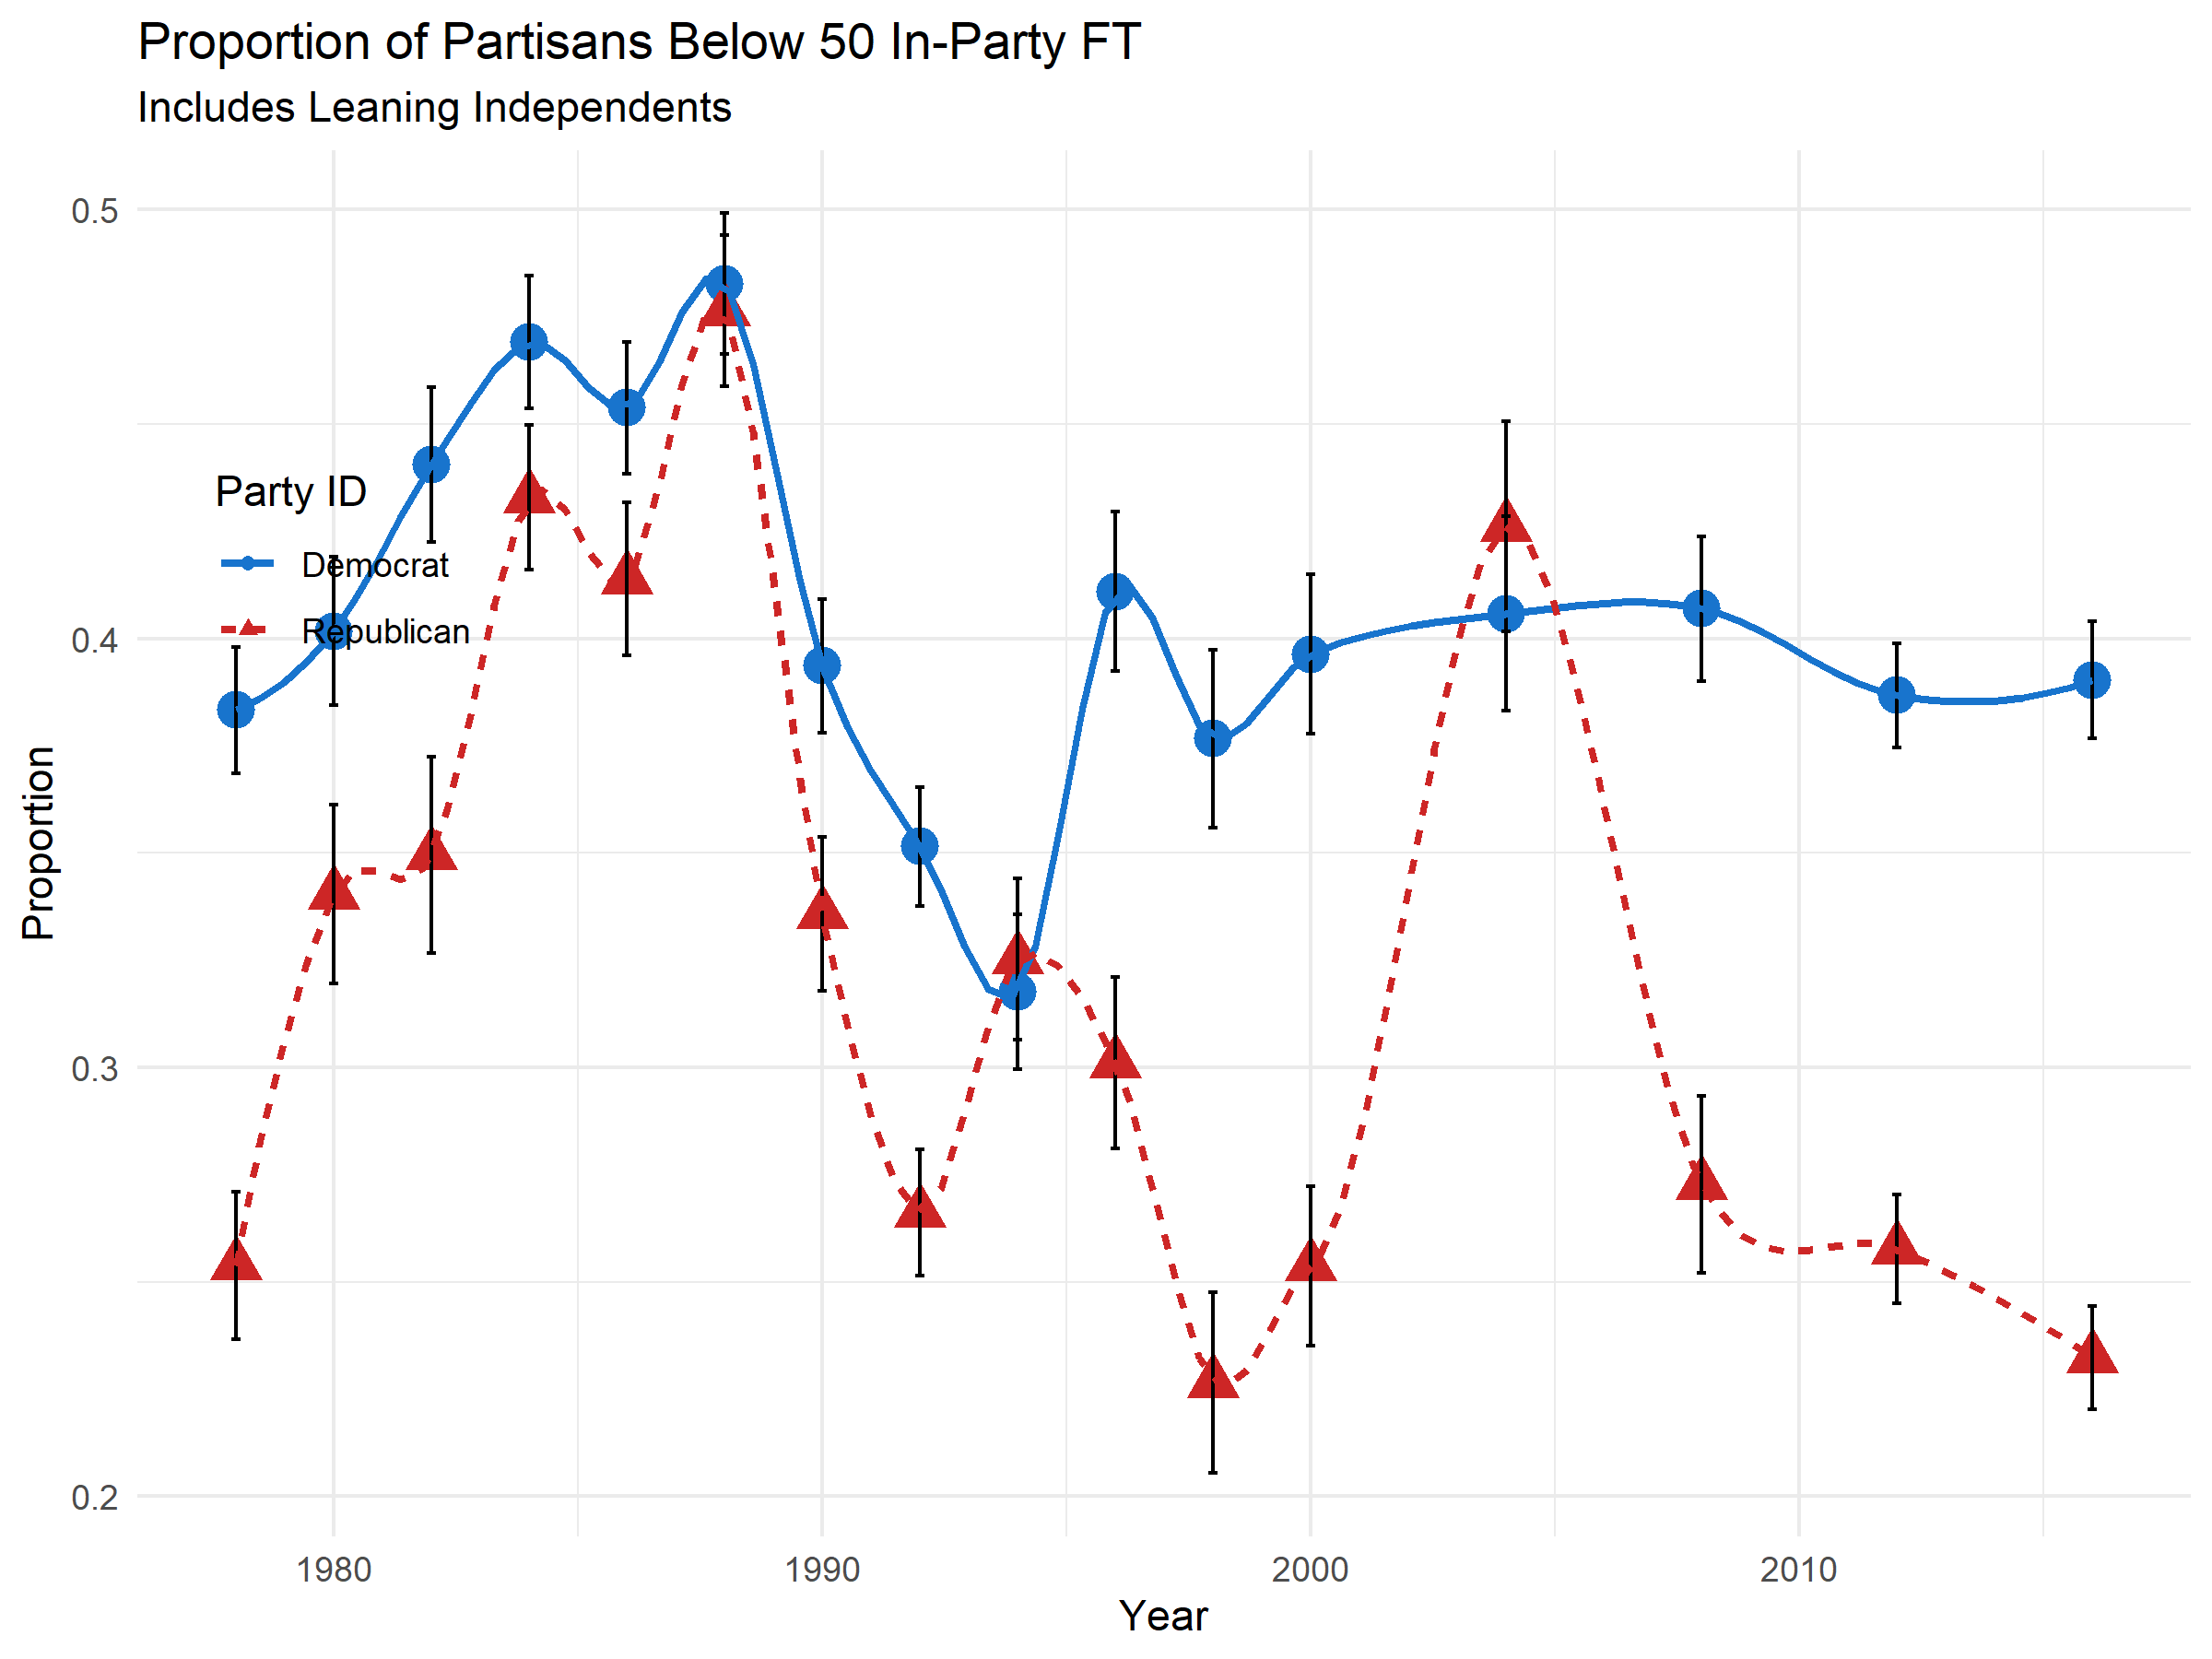 Proportion of Partisans Below 50 In-Party FT
Includes Leaning Independents
Proportion
0.5
0.4
0.3
0.2
Party ID
Democrat
Republican
1980
1990
2000
2010
Year